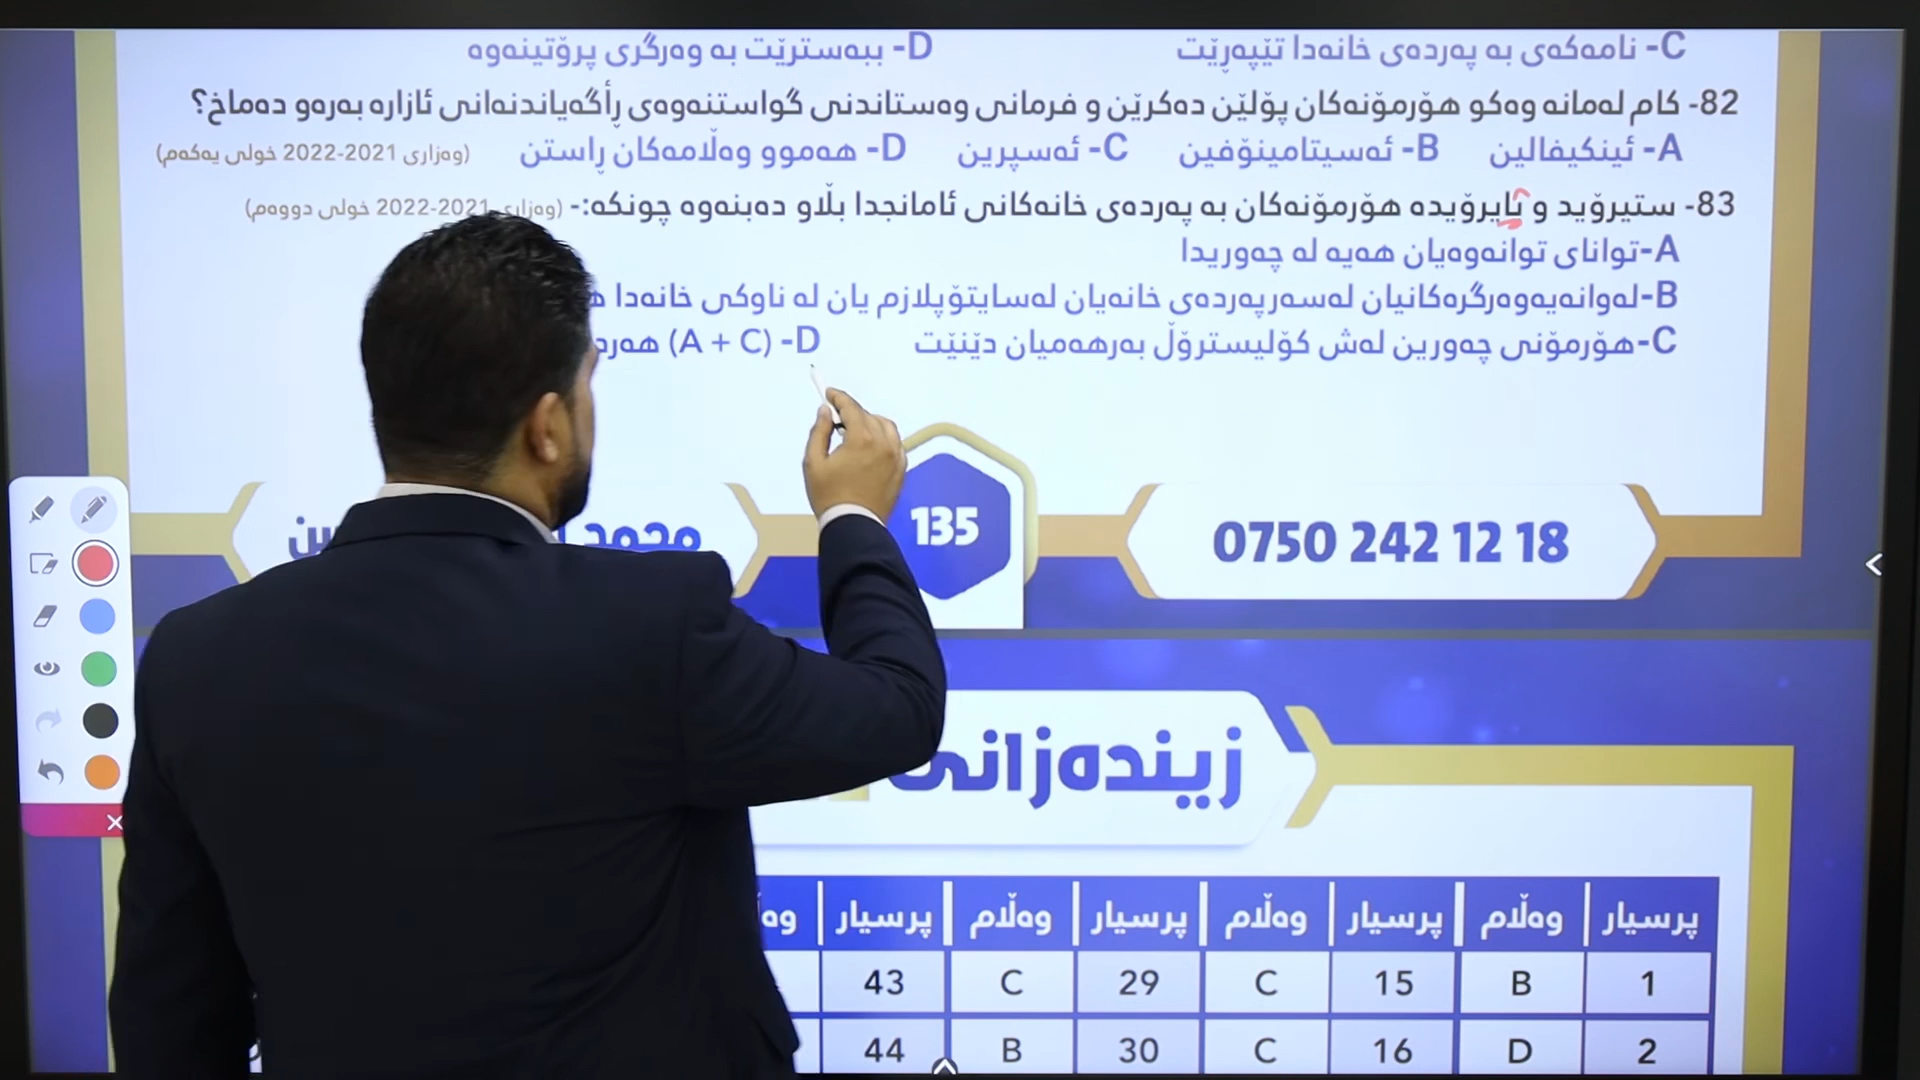 C- نامەکەی بە پەردەی خانەدا تێپەڕێت D- ببەسترێت بە وەرگری پرۆتینەوە
82- کام لەمانە وەکو هۆرمۆنەکان پۆلێن دەکرێن و فرمانی وەستاندنی گواستنەوەی ڕاگەیاندنەانی ئازارە بەرەو دەماخ؟
A- ئینکیفالین B- ئەسیتامینۆفین C- ئەسپرین D- هەموو وەڵامەکان ڕاستن (وەزاری 2021-2022 خولی یەکەم)
83- ستیرۆید و تایرۆیدە هۆرمۆنەکان بە پەردەی خانەکانی ئامانجدا بڵاو دەبنەوە چونکە:- (وەزاری 2021-2022 خولی دووەم)
A-توانای توانەوەیان هەیە لە چەوریدا
B-لەوانەیەوەرگرەکانیان لەسەرپەردەی خانەیان لەسایتۆپلازم یان لە ناوکی خانەدا
C-هۆرمۆنی چەورین لەش کۆلیسترۆڵ بەرهەمیان دێنێت D- (A + C) هەرد
135
0750 242 12 18
زیندەزانی
پرسیار وەڵام پرسیار وەڵام پرسیار وەڵام پرسیار
1 B 15 C 29 C 43
2 D 16 C 30 B 44